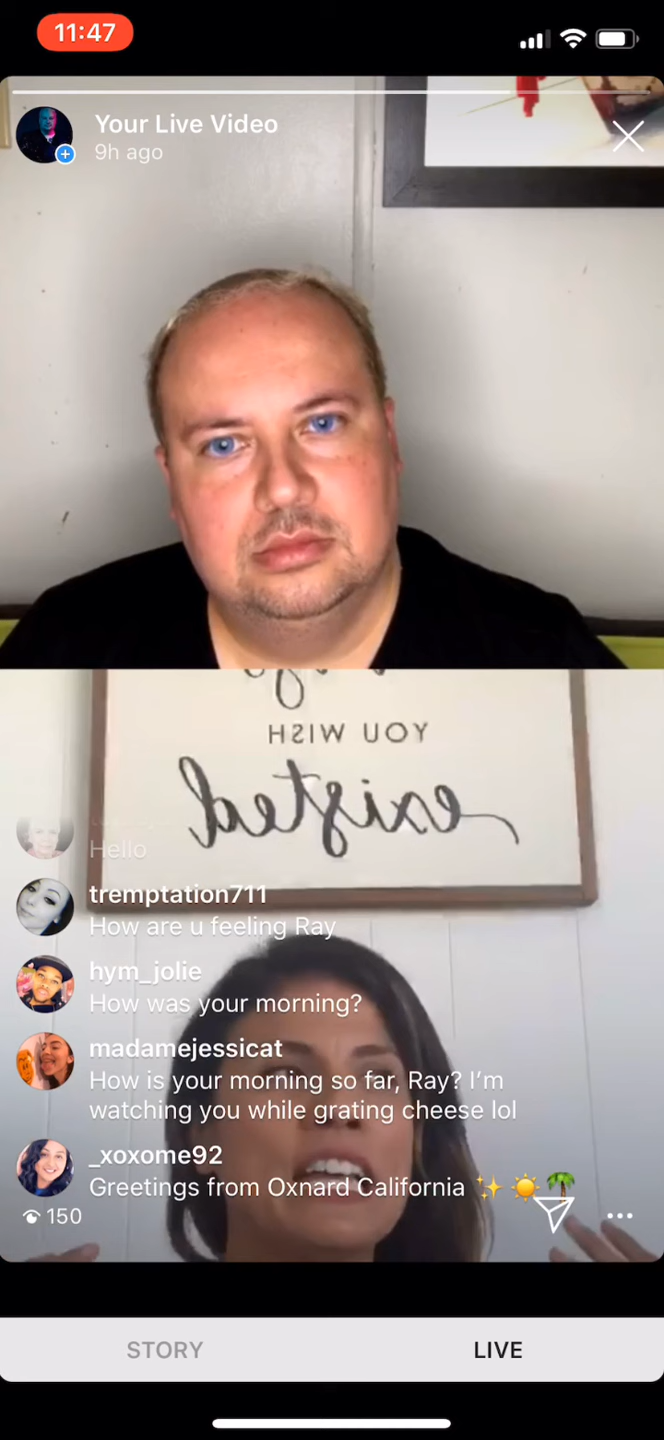 11:47
Your Live Video
9h ago
YOU WISH
existed
Hello
tremptation711
How are u feeling Ray
hym_jolie
How was your morning?
madamejessicat
How is your morning so far, Ray? I’m
watching you while grating cheese lol
_xoxome92
Greetings from Oxnard California ✨☀️🌴
150
STORY
LIVE